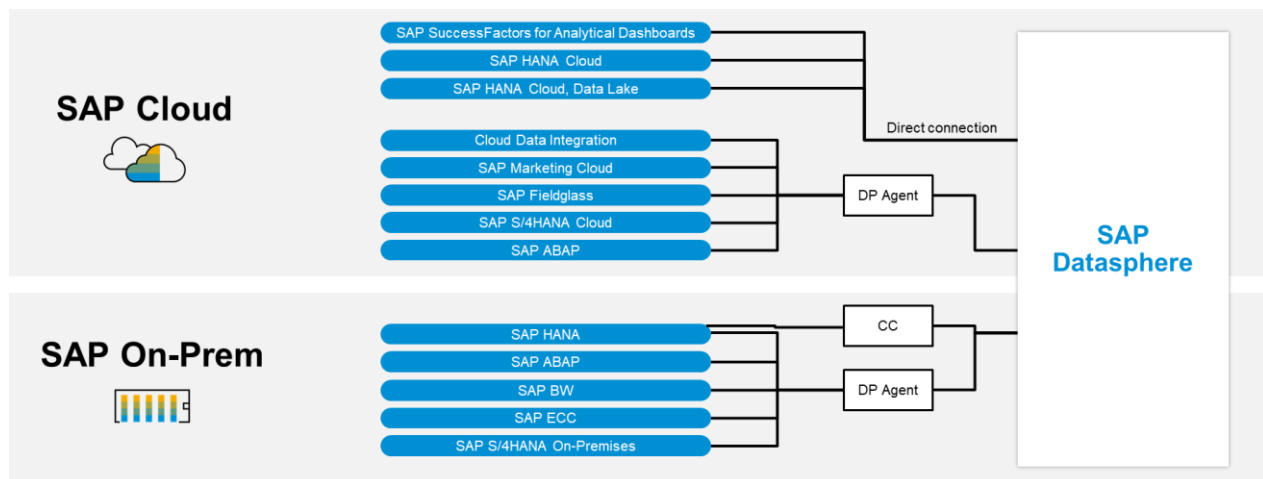 SAP Cloud
SAP SuccessFactors for Analytical Dashboards
SAP HANA Cloud
SAP HANA Cloud, Data Lake
Direct connection
Cloud Data Integration
SAP Marketing Cloud
SAP Fieldglass
SAP S/4HANA Cloud
SAP ABAP
DP Agent
SAP
Datasphere
SAP On-Prem
SAP HANA
SAP ABAP
SAP BW
SAP ECC
SAP S/4HANA On-Premises
CC
DP Agent